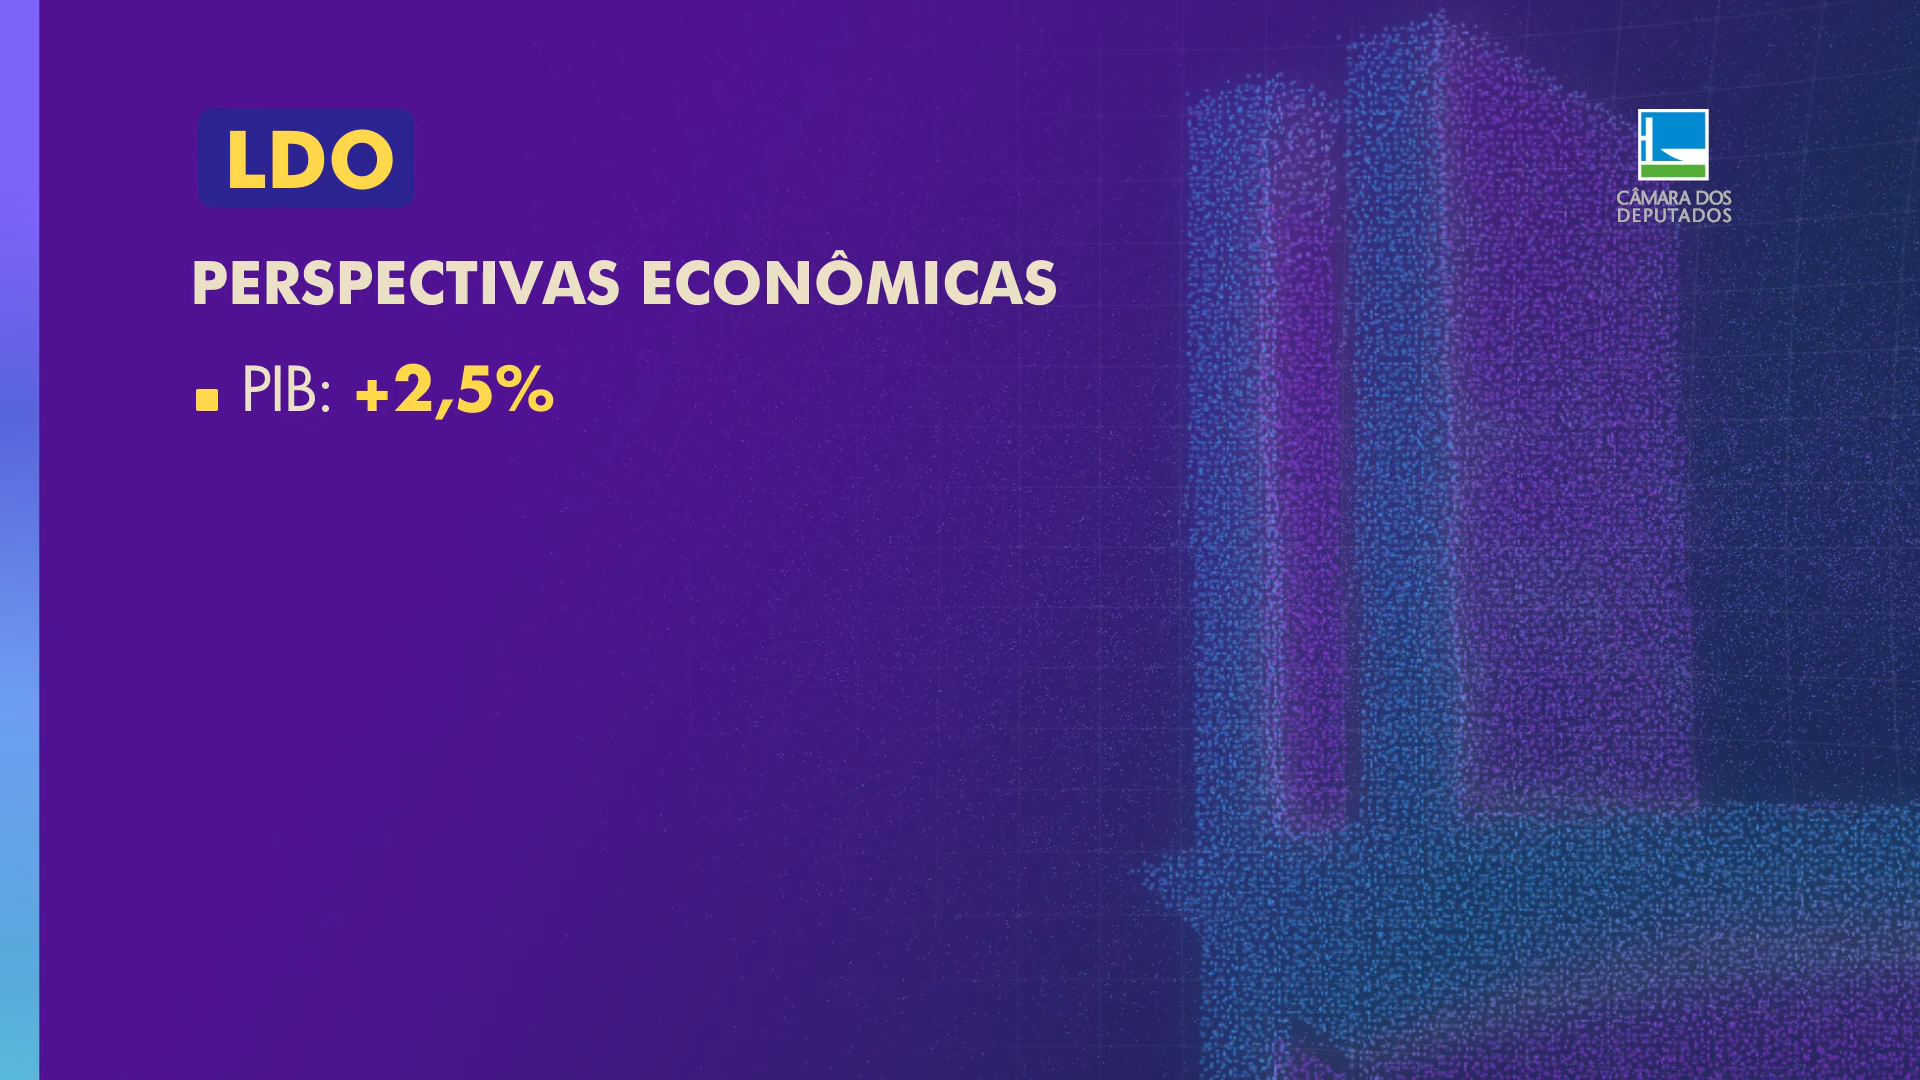 LDO
PERSPECTIVAS ECONÔMICAS
PIB: +2,5%
CÂMARA DOS
DEPUTADOS